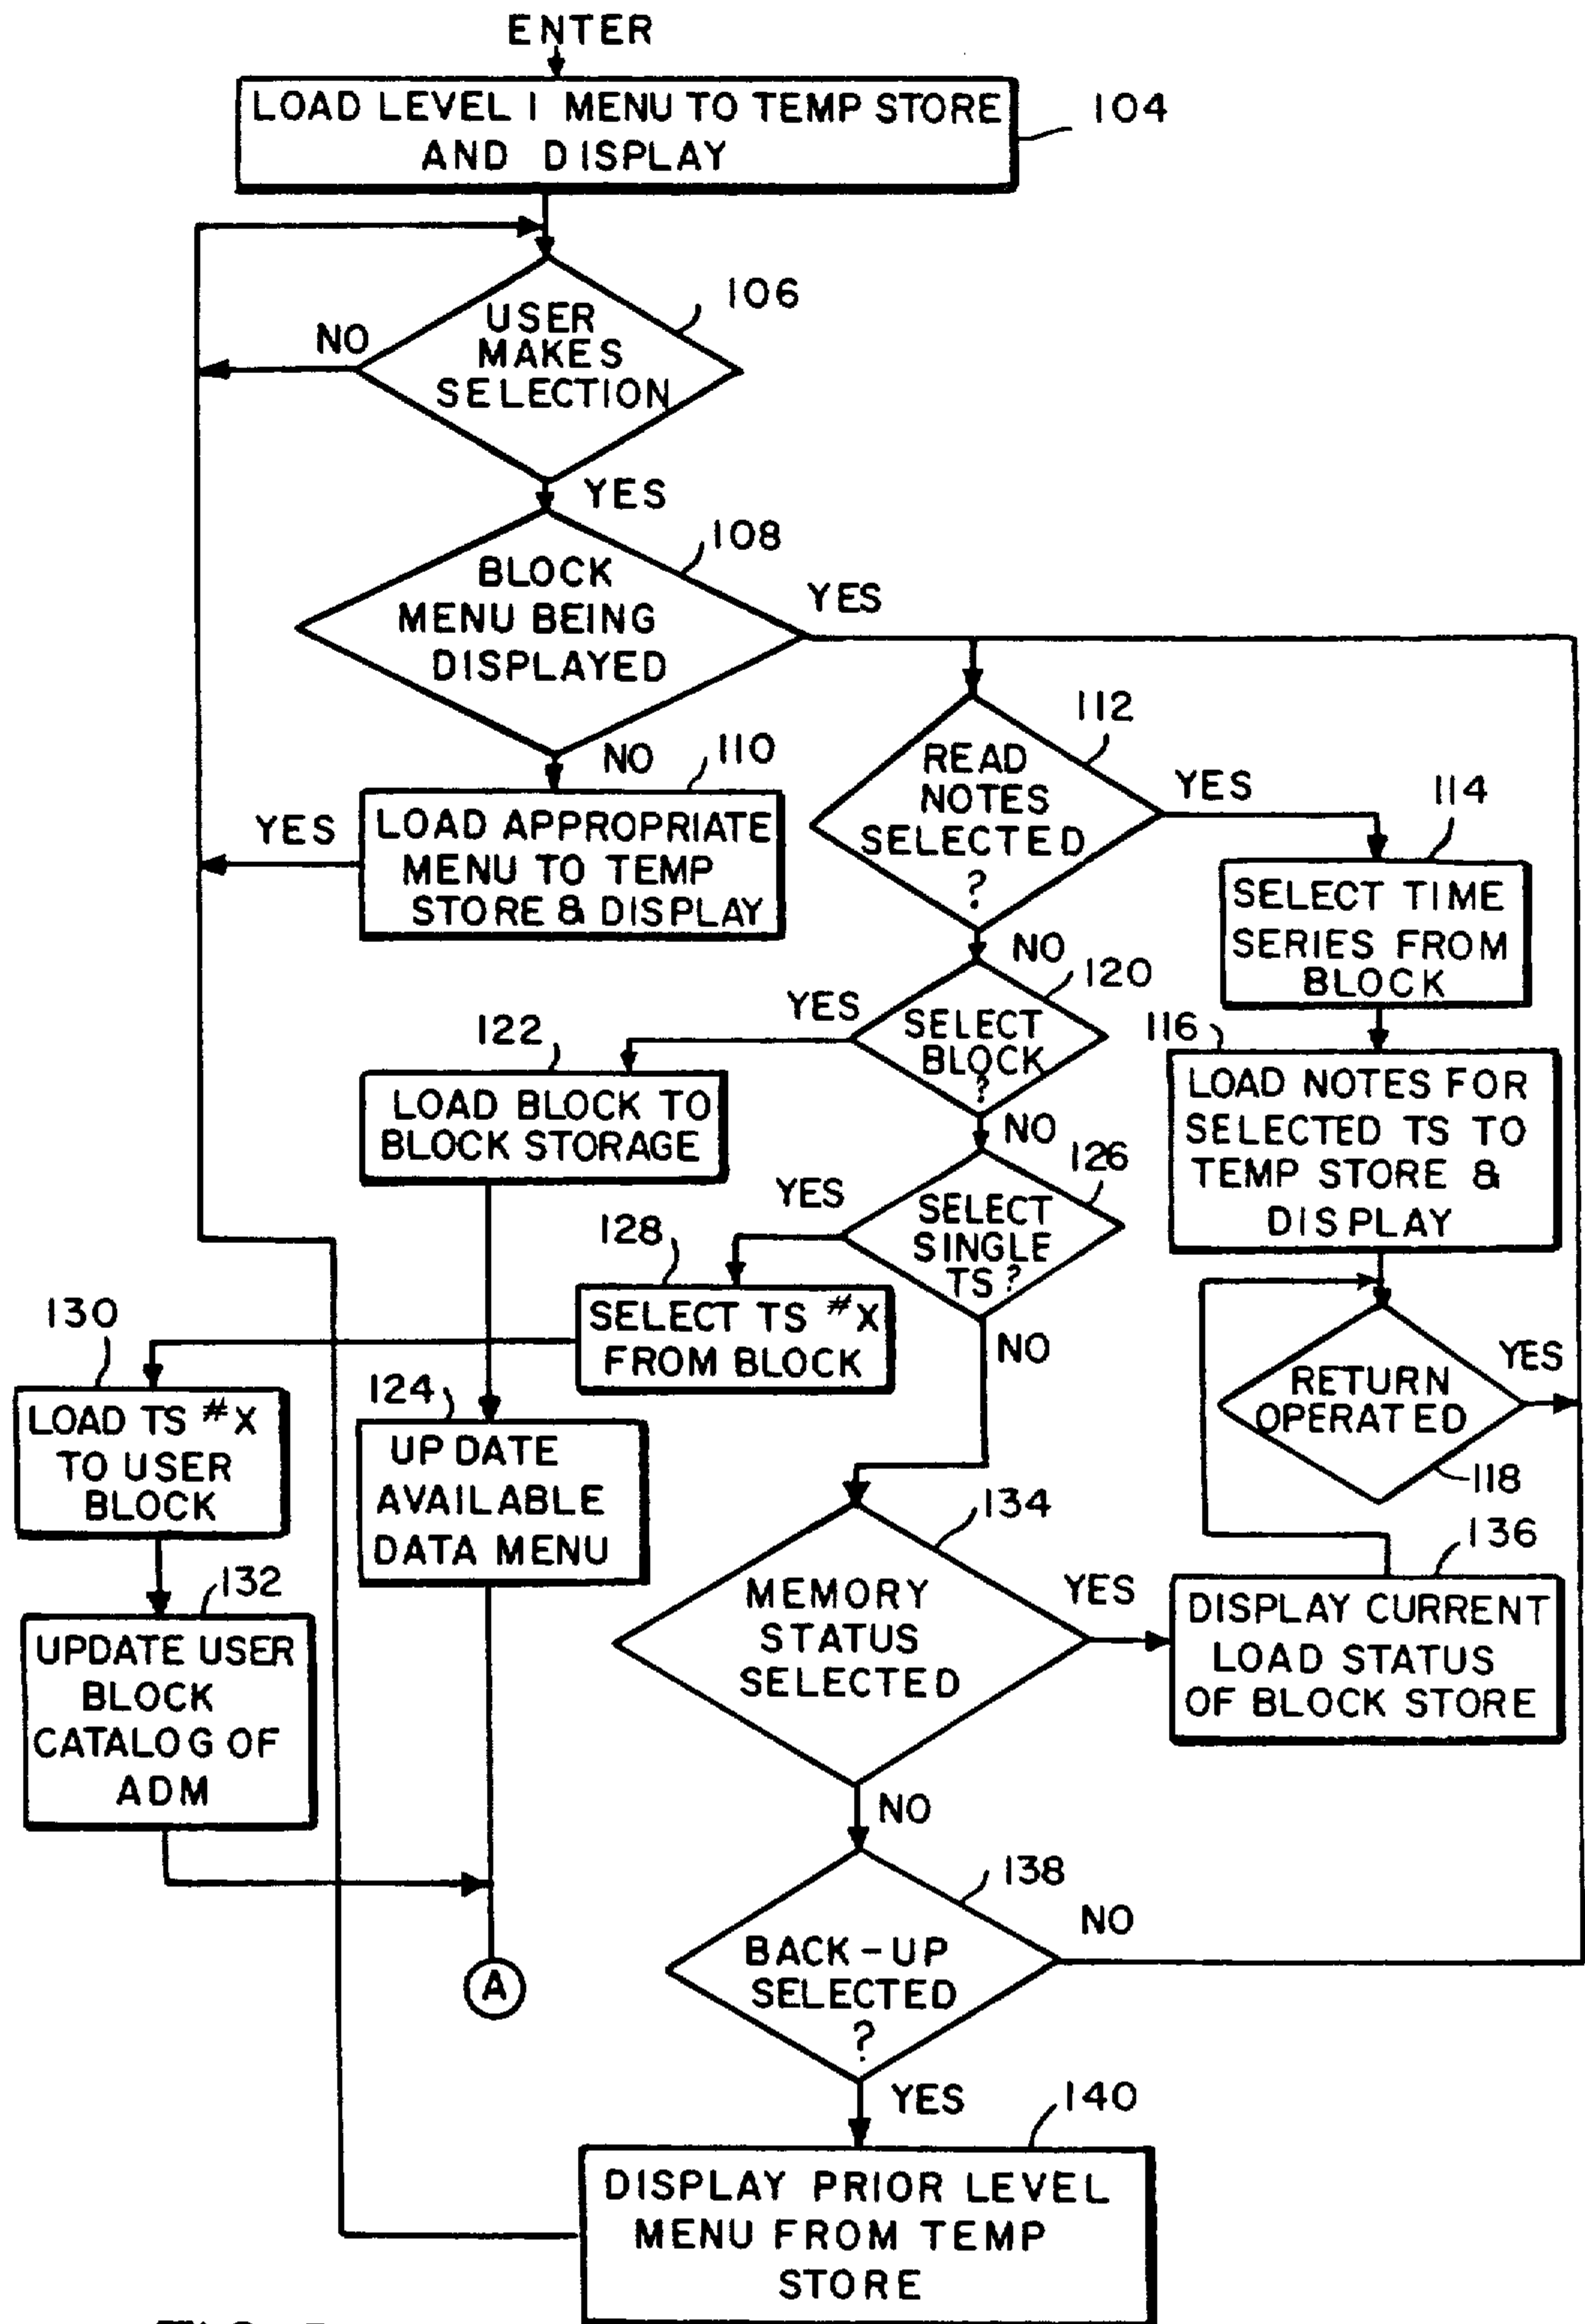 ENTER
LOAD LEVEL 1 MENU TO TEMP STORE
AND DISPLAY
104
USER
MAKES
SELECTION
106
NO
YES
BLOCK
MENU BEING
DISPLAYED
108
YES
NO
110
LOAD APPROPRIATE
MENU TO TEMP
STORE & DISPLAY
YES
READ
NOTES
SELECTED
?
112
YES
NO
114
SELECT TIME
SERIES FROM
BLOCK
116
LOAD NOTES FOR
SELECTED TS TO
TEMP STORE &
DISPLAY
RETURN
OPERATED
YES
118
SELECT
BLOCK
?
120
YES
NO
122
LOAD BLOCK TO
BLOCK STORAGE
124
UPDATE
AVAILABLE
DATA MENU
SELECT
SINGLE
TS?
126
YES
NO
128
SELECT TS #X
FROM BLOCK
130
LOAD TS #X
TO USER
BLOCK
132
UPDATE USER
BLOCK
CATALOG OF
ADM
A
MEMORY
STATUS
SELECTED
134
YES
NO
136
DISPLAY CURRENT
LOAD STATUS
OF BLOCK STORE
BACK-UP
SELECTED
?
138
NO
YES
140
DISPLAY PRIOR LEVEL
MENU FROM TEMP
STORE